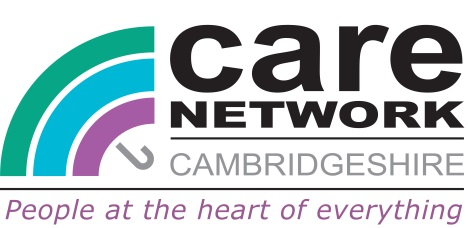 care
NETWORK
CAMBRIDGESHIRE
People at the heart of everything